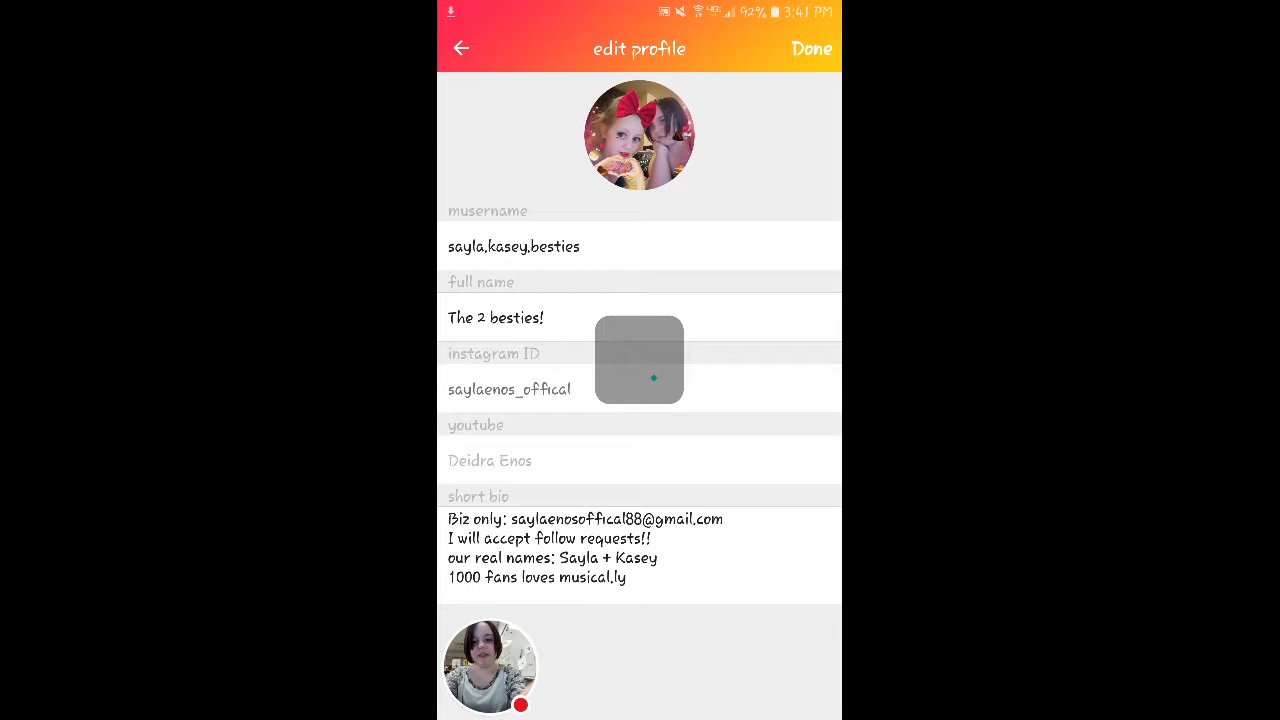 92% 3:41 PM
edit profile
Done
musername
sayla.kasey.besties
full name
The 2 besties!
instagram ID
saylaenos_offical
youtube
Deidra Enos
short bio
Biz only: saylaenosoffical88@gmail.com
I will accept follow requests!!
our real names: Sayla + Kasey
1000 fans loves musical.ly